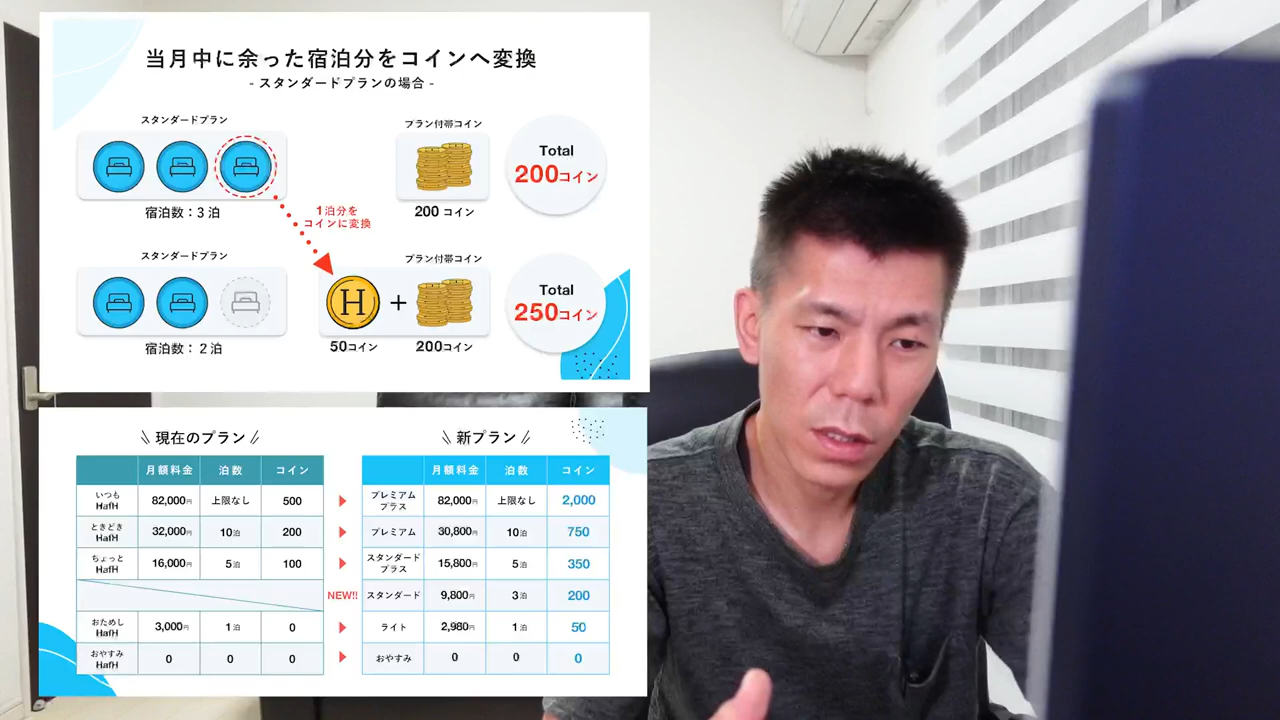 当月中に余った宿泊分をコインへ変換
- スタンダードプランの場合 -
スタンダードプラン
宿泊数：3泊
プラン付帯コイン
200 コイン
Total
200コイン
1泊分を
コインに変換
スタンダードプラン
宿泊数：2泊
H
50コイン
+
プラン付帯コイン
200コイン
Total
250コイン
\\ 現在のプラン //
月額料金 泊数 コイン
いつも
HafH
82,000円 上限なし 500
ときどき
HafH
32,000円 10泊 200
ちょっと
HafH
16,000円 5泊 100
おためし
HafH
3,000円 1泊 0
おやすみ
HafH
0 0 0
NEW!!
\\ 新プラン //
月額料金 泊数 コイン
プレミアム
プラス
82,000円 上限なし 2,000
プレミアム 30,800円 10泊 750
スタンダード
プラス
15,800円 5泊 350
スタンダード 9,800円 3泊 200
ライト 2,980円 1泊 50
おやすみ 0 0 0